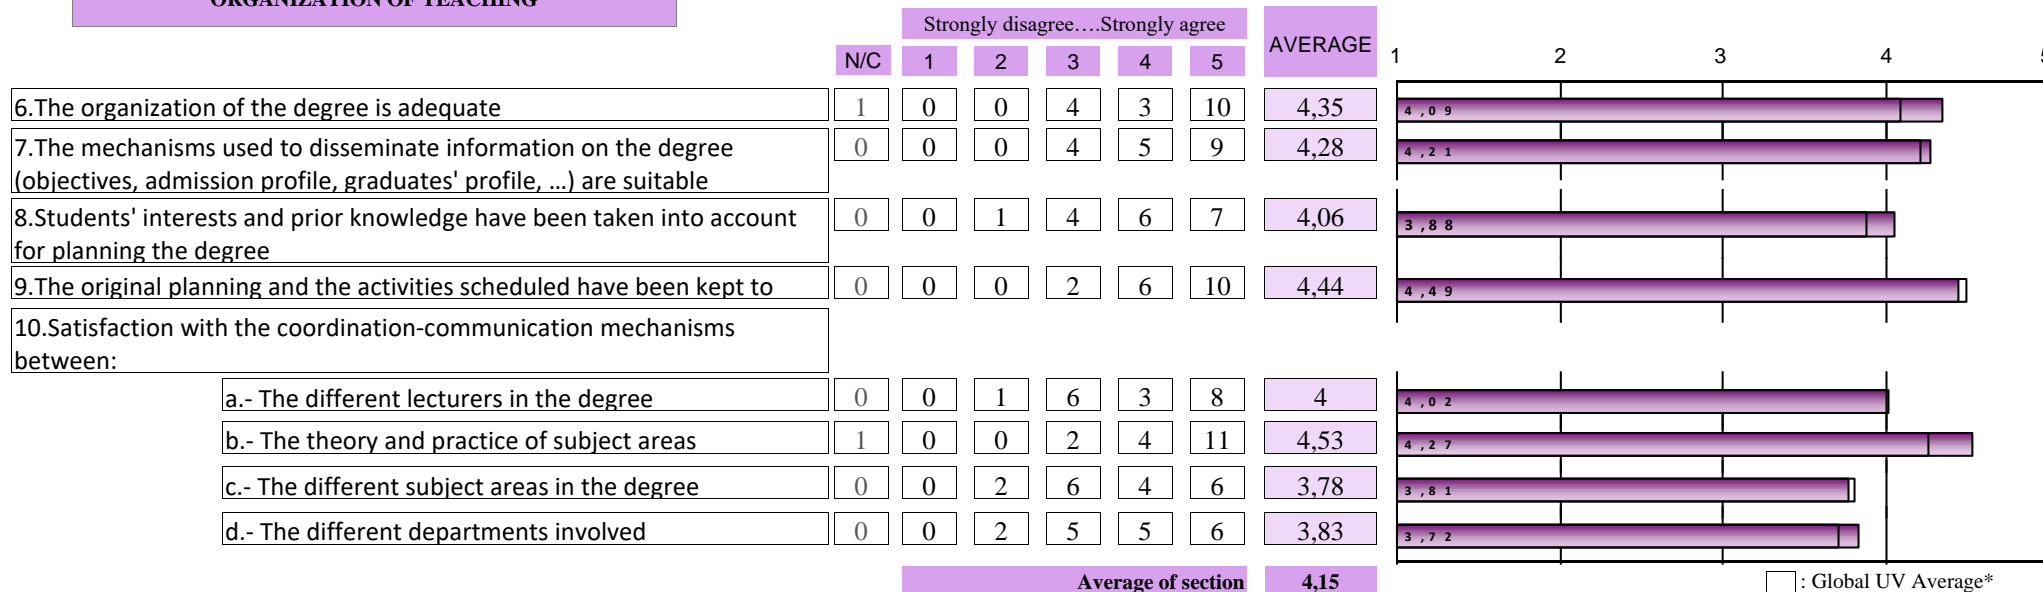 ORGANIZATION OF TEACHING
Strongly disagree….Strongly agree
AVERAGE
N/C 1 2 3 4 5
1 2 3 4 5
6.The organization of the degree is adequate 1 0 0 4 3 10 4,35 4,09
7.The mechanisms used to disseminate information on the degree 0 0 0 4 5 9 4,28 4,21
(objectives, admission profile, graduates' profile, …) are suitable
8.Students' interests and prior knowledge have been taken into account 0 0 1 4 6 7 4,06 3,88
for planning the degree
9.The original planning and the activities scheduled have been kept to 0 0 0 2 6 10 4,44 4,49
10.Satisfaction with the coordination-communication mechanisms
between:
a.- The different lecturers in the degree 0 0 1 6 3 8 4 4,02
b.- The theory and practice of subject areas 1 0 0 2 4 11 4,53 4,27
c.- The different subject areas in the degree 0 0 2 6 4 6 3,78 3,81
d.- The different departments involved 0 0 2 5 5 6 3,83 3,72
Average of section 4,15
: Global UV Average*